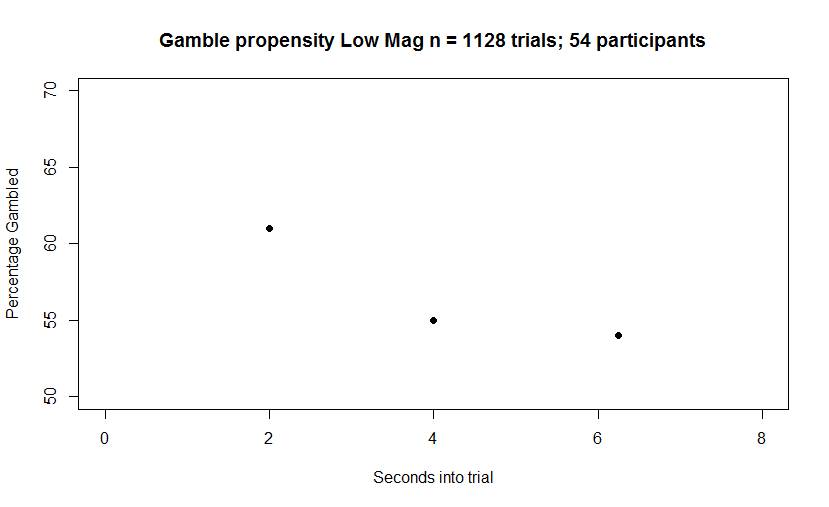 Gamble propensity Low Mag n = 1128 trials; 54 participants
Percentage Gambled
70
65
60
55
50
0 2 4 6 8
Seconds into trial